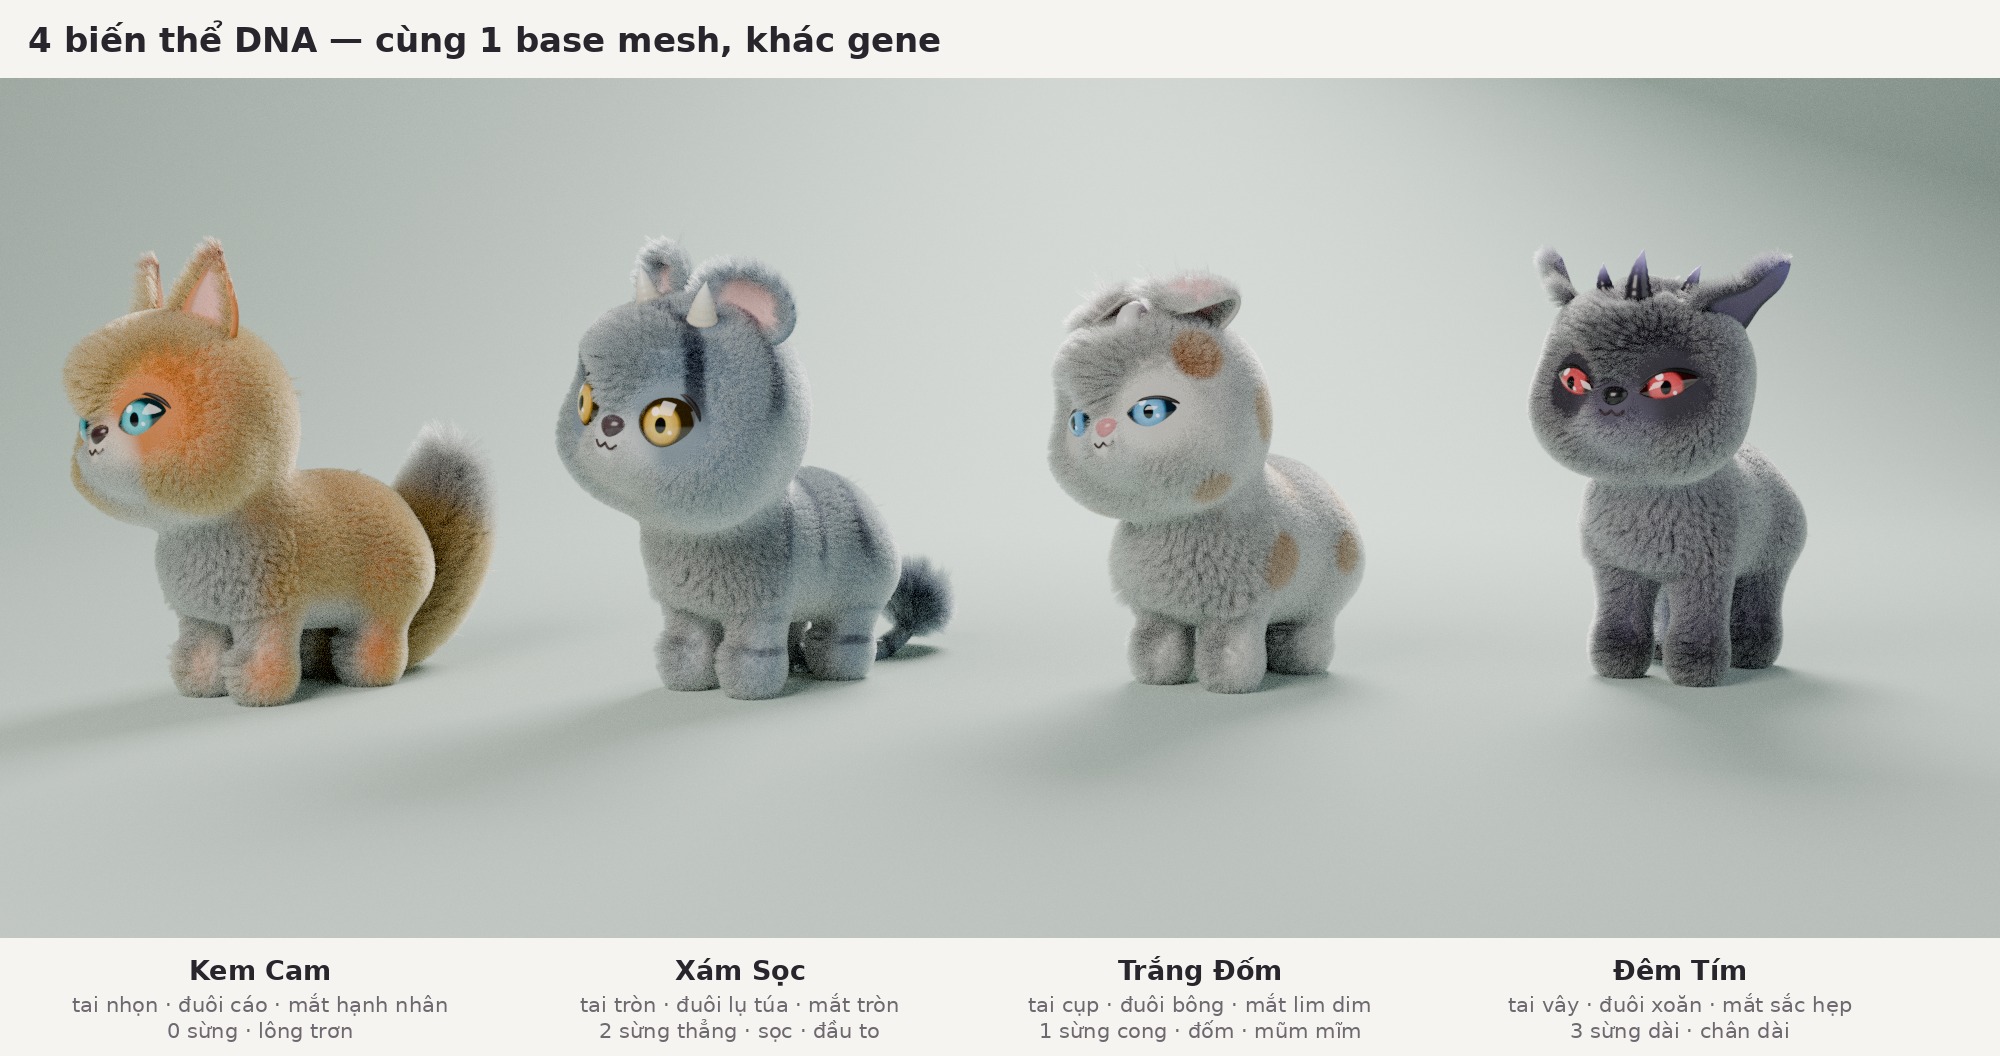 4 biến thể DNA — cùng 1 base mesh, khác gene
Kem Cam
tai nhọn · đuôi cáo · mắt hạnh nhân
0 sừng · lông trơn
Xám Sọc
tai tròn · đuôi lụ túa · mắt tròn
2 sừng thẳng · sọc · đầu to
Trắng Đốm
tai cụp · đuôi bông · mắt lim dim
1 sừng cong · đốm · mũm mĩm
Đêm Tím
tai vây · đuôi xoăn · mắt sắc hẹp
3 sừng dài · chân dài